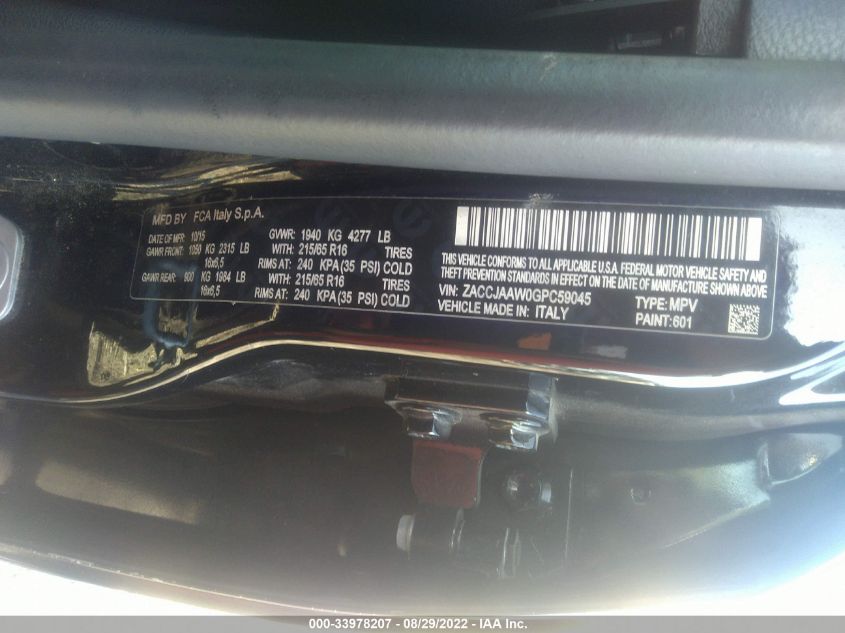 MFD BY FCA Italy S.p.A.
DATE OF MFR: 10/15 GVWR: 1940 KG 4277 LB
GAWR FRONT: 1050 KG 2315 LB WITH: 215/65 R16 TIRES
16x6,5 RIMS AT: 240 KPA (35 PSI) COLD
GAWR REAR: 900 KG 1984 LB WITH: 215/65 R16 TIRES
16x6,5 RIMS AT: 240 KPA (35 PSI) COLD
THIS VEHICLE CONFORMS TO ALL APPLICABLE U.S.A. FEDERAL MOTOR VEHICLE SAFETY AND
THEFT PREVENTION STANDARDS IN EFFECT ON THE DATE OF MANUFACTURE SHOWN ABOVE
VIN: ZACCJAAW0GPC59045 TYPE: MPV
VEHICLE MADE IN: ITALY PAINT:601
000-33978207 - 08/29/2022 - IAA Inc.